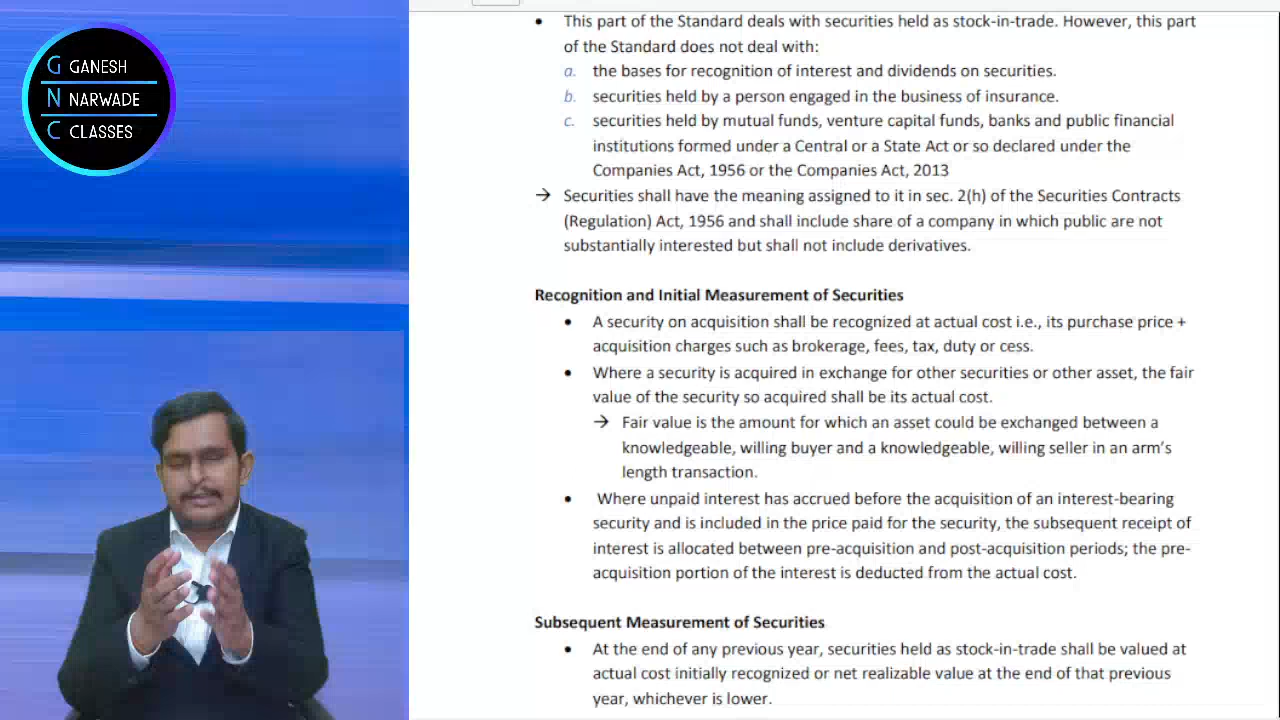 G GANESH
N NARWADE
C CLASSES
• This part of the Standard deals with securities held as stock-in-trade. However, this part
of the Standard does not deal with:
a. the bases for recognition of interest and dividends on securities.
b. securities held by a person engaged in the business of insurance.
c. securities held by mutual funds, venture capital funds, banks and public financial
institutions formed under a Central or a State Act or so declared under the
Companies Act, 1956 or the Companies Act, 2013
→ Securities shall have the meaning assigned to it in sec. 2(h) of the Securities Contracts
(Regulation) Act, 1956 and shall include share of a company in which public are not
substantially interested but shall not include derivatives.
Recognition and Initial Measurement of Securities
• A security on acquisition shall be recognized at actual cost i.e., its purchase price +
acquisition charges such as brokerage, fees, tax, duty or cess.
• Where a security is acquired in exchange for other securities or other asset, the fair
value of the security so acquired shall be its actual cost.
→ Fair value is the amount for which an asset could be exchanged between a
knowledgeable, willing buyer and a knowledgeable, willing seller in an arm's
length transaction.
• Where unpaid interest has accrued before the acquisition of an interest-bearing
security and is included in the price paid for the security, the subsequent receipt of
interest is allocated between pre-acquisition and post-acquisition periods; the pre-
acquisition portion of the interest is deducted from the actual cost.
Subsequent Measurement of Securities
• At the end of any previous year, securities held as stock-in-trade shall be valued at
actual cost initially recognized or net realizable value at the end of that previous
year, whichever is lower.